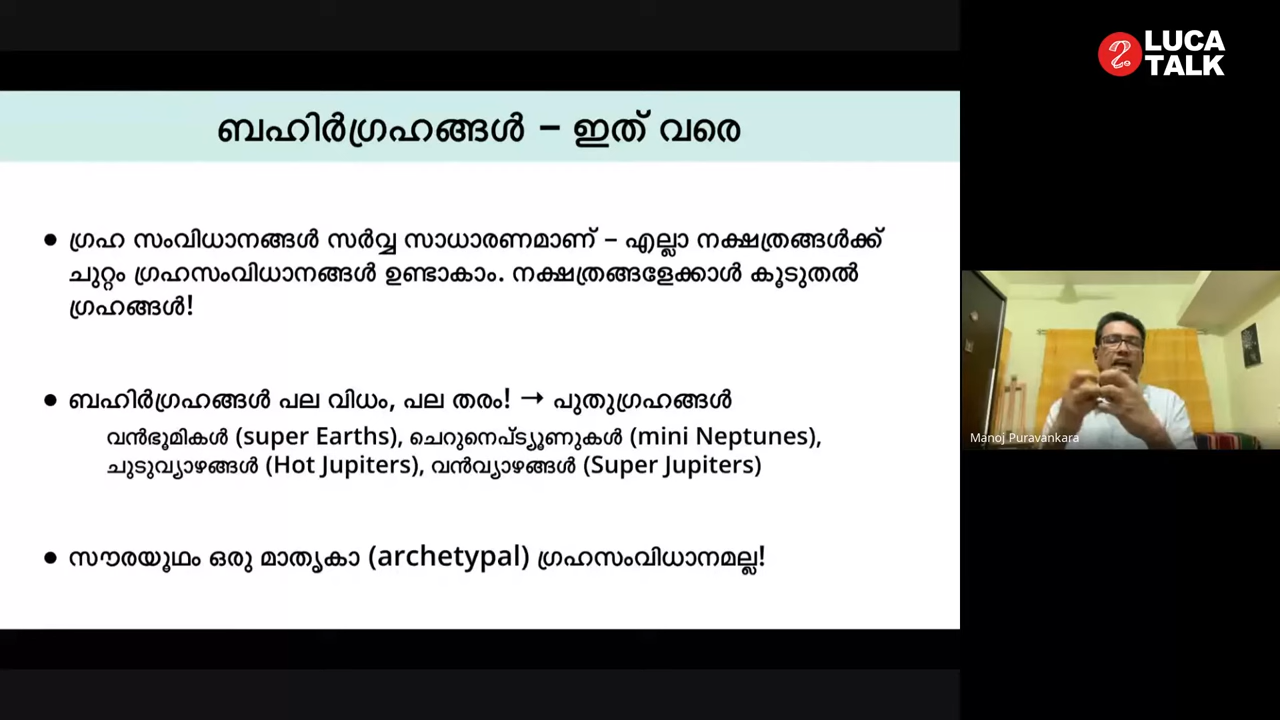 LUCA
TALK
ബഹിർഗ്രഹങ്ങൾ – ഇത് വരെ
● ഗ്രഹ സംവിധാനങ്ങൾ സർവ്വ സാധാരണമാണ് – എല്ലാ നക്ഷത്രങ്ങൾക്ക്
ചുറ്റം ഗ്രഹസംവിധാനങ്ങൾ ഉണ്ടാകാം. നക്ഷത്രങ്ങളേക്കാൾ കൂടുതൽ
ഗ്രഹങ്ങൾ!
● ബഹിർഗ്രഹങ്ങൾ പല വിധം, പല തരം! → പുതുഗ്രഹങ്ങൾ
വൻഭൂമികൾ (super Earths), ചെറുനെപ്ട്യൂണുകൾ (mini Neptunes),
ചുടുവ്യാഴങ്ങൾ (Hot Jupiters), വൻവ്യാഴങ്ങൾ (Super Jupiters)
● സൗരയൂഥം ഒരു മാതൃകാ (archetypal) ഗ്രഹസംവിധാനമല്ല!
Manoj Puravankara